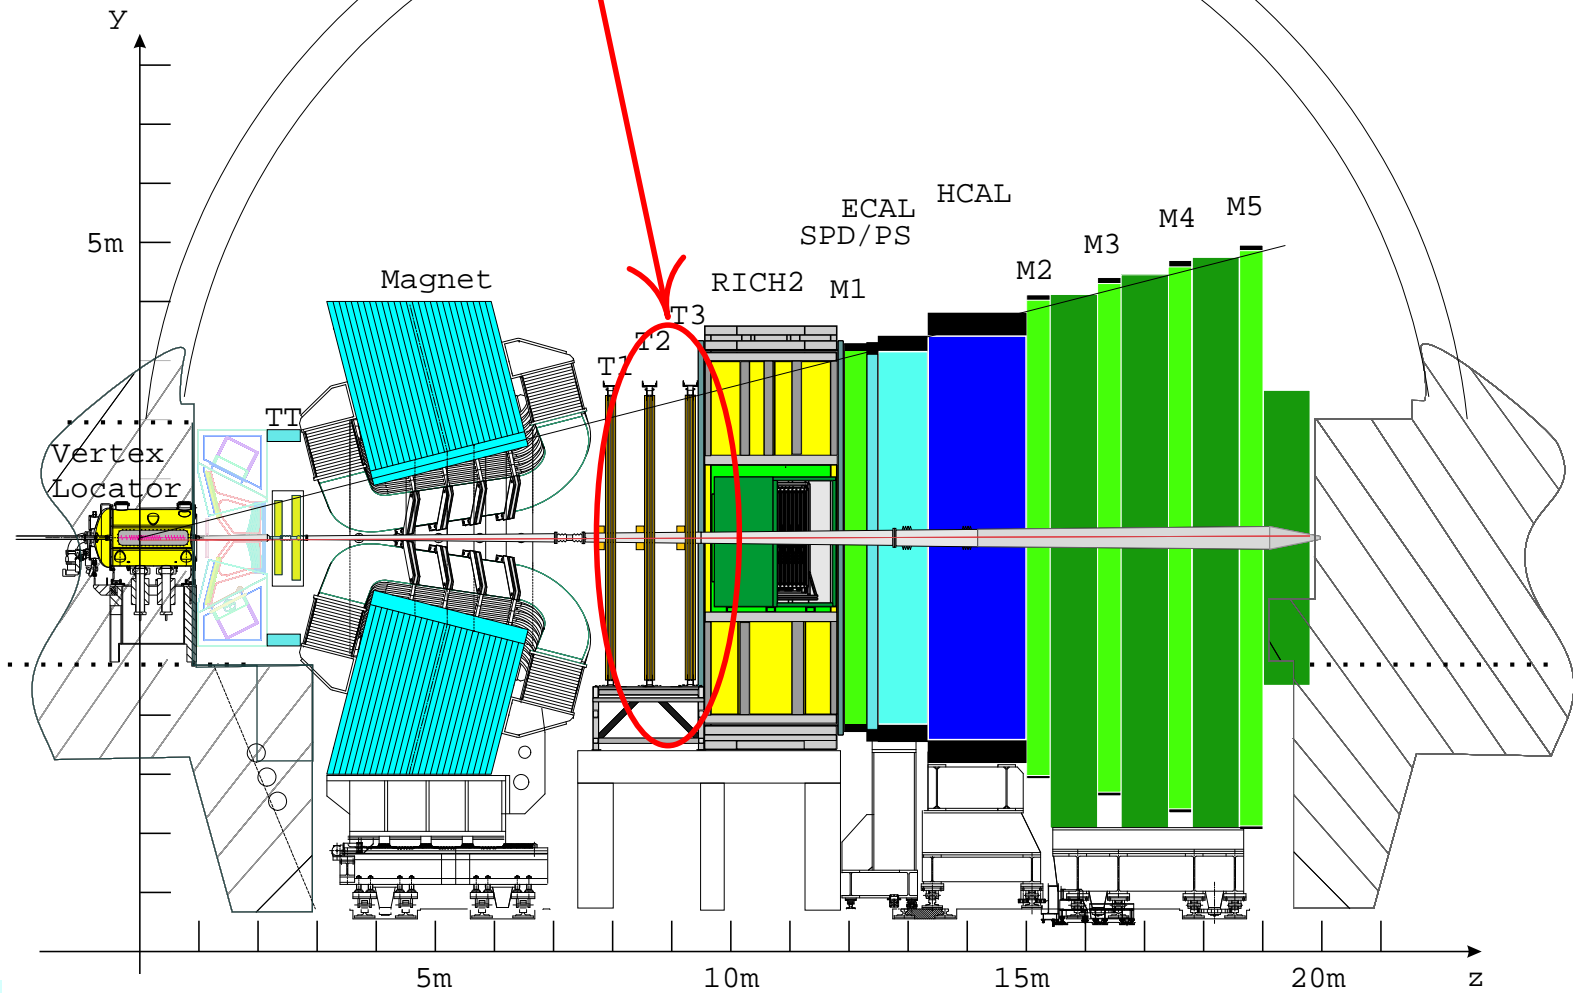 y
HCAL
ECAL
M5
M4
SPD/PS
5m
M3
M2
Magnet
RICH2
M1
T3
T2
T1
TT
Vertex
Locator
5m
10m
15m
20m
z